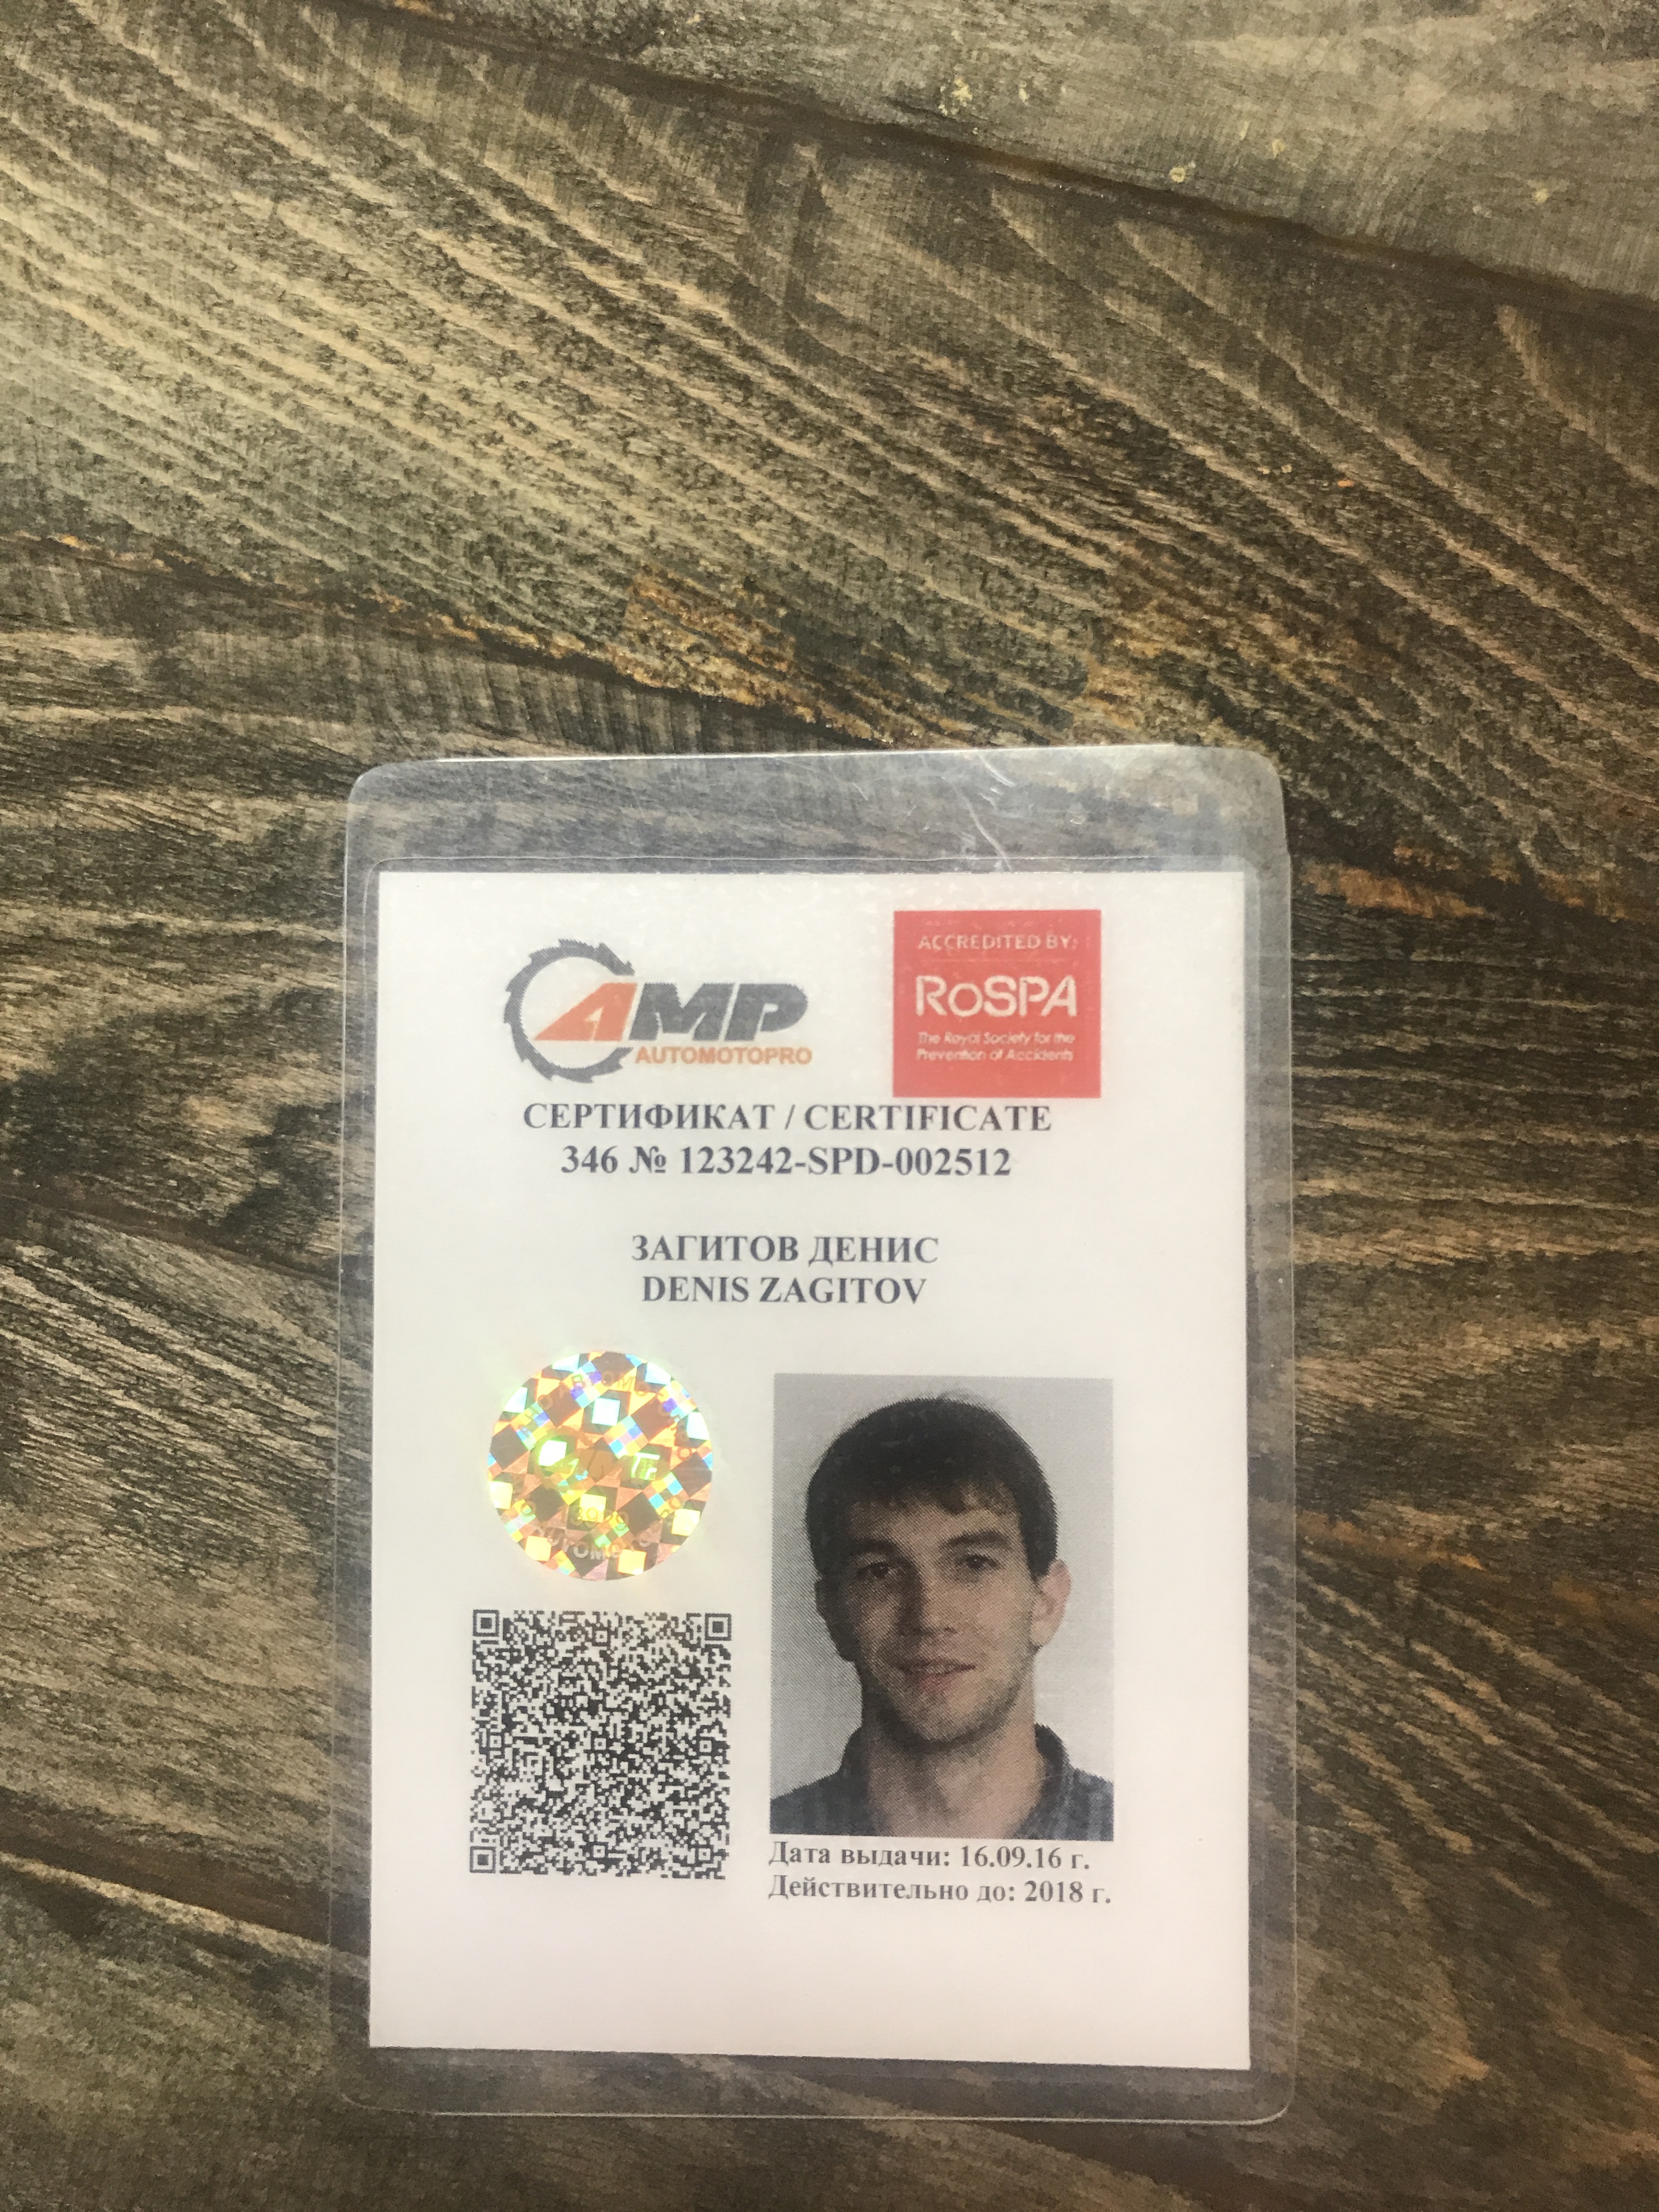 AMP
AUTOMOTOPRO
ACCREDITED BY:
RoSPA
The Royal Society for the
Prevention of Accidents
СЕРТИФИКАТ / CERTIFICATE
346 № 123242-SPD-002512
ЗАГИТОВ ДЕНИС
DENIS ZAGITOV
Дата выдачи: 16.09.16 г.
Действительно до: 2018 г.